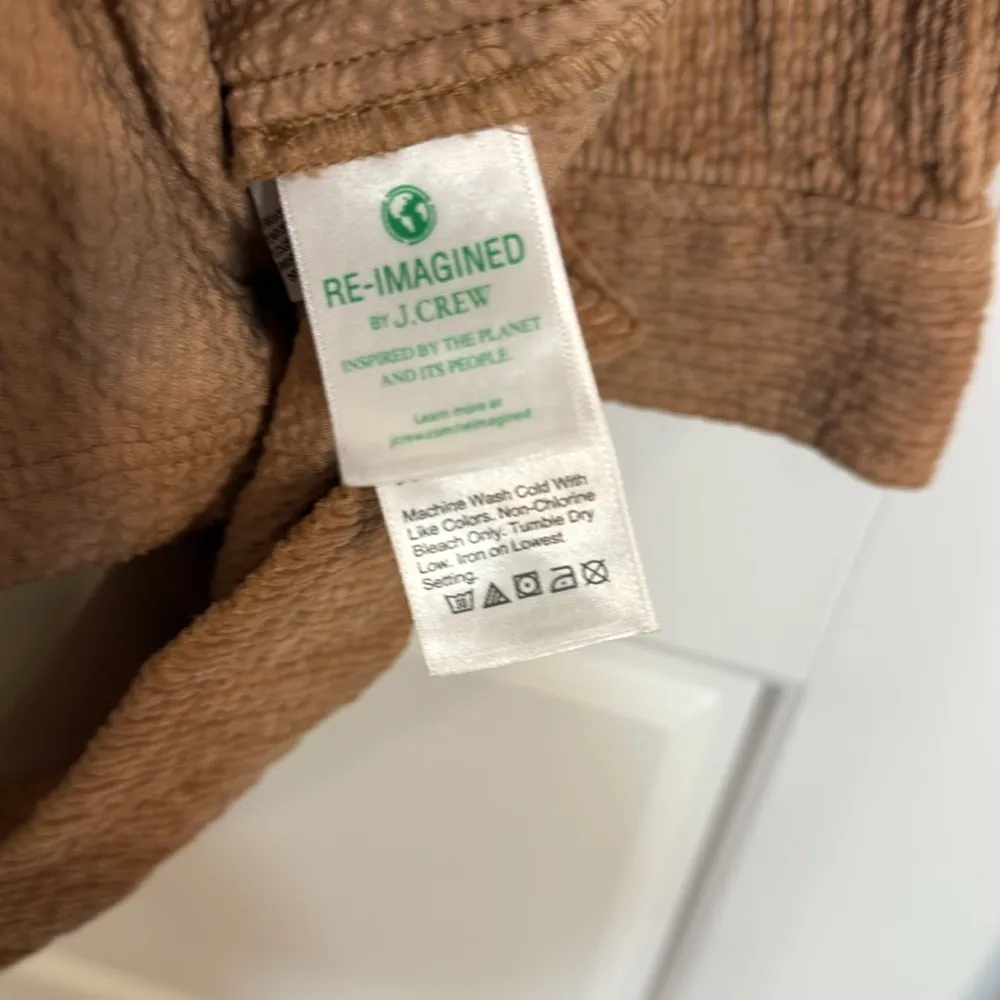 RE-IMAGINED
BY J.CREW
INSPIRED BY THE PLANET
AND ITS PEOPLE.
Learn more at
jcrew.com/reimagined
Machine Wash Cold With
Like Colors. Non-Chlorine
Bleach Only. Tumble Dry
Low. Iron on Lowest
Setting.
30